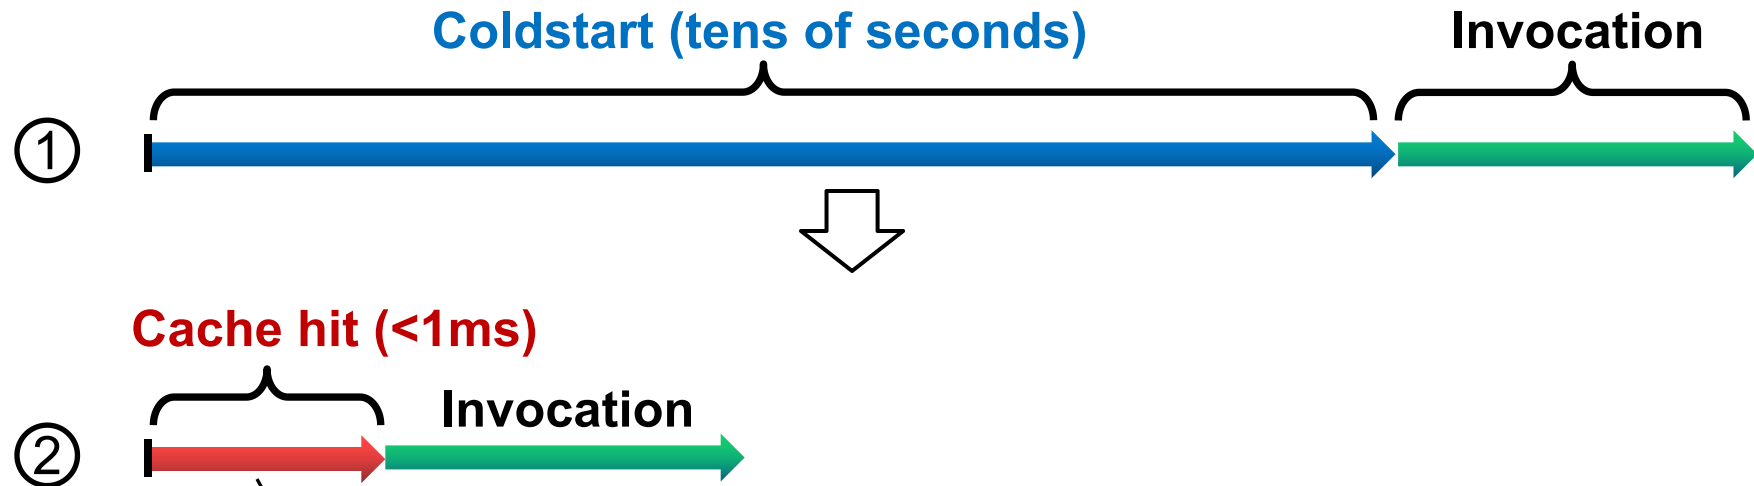 Coldstart (tens of seconds) Invocation
①
Cache hit (<1ms)
Invocation
②